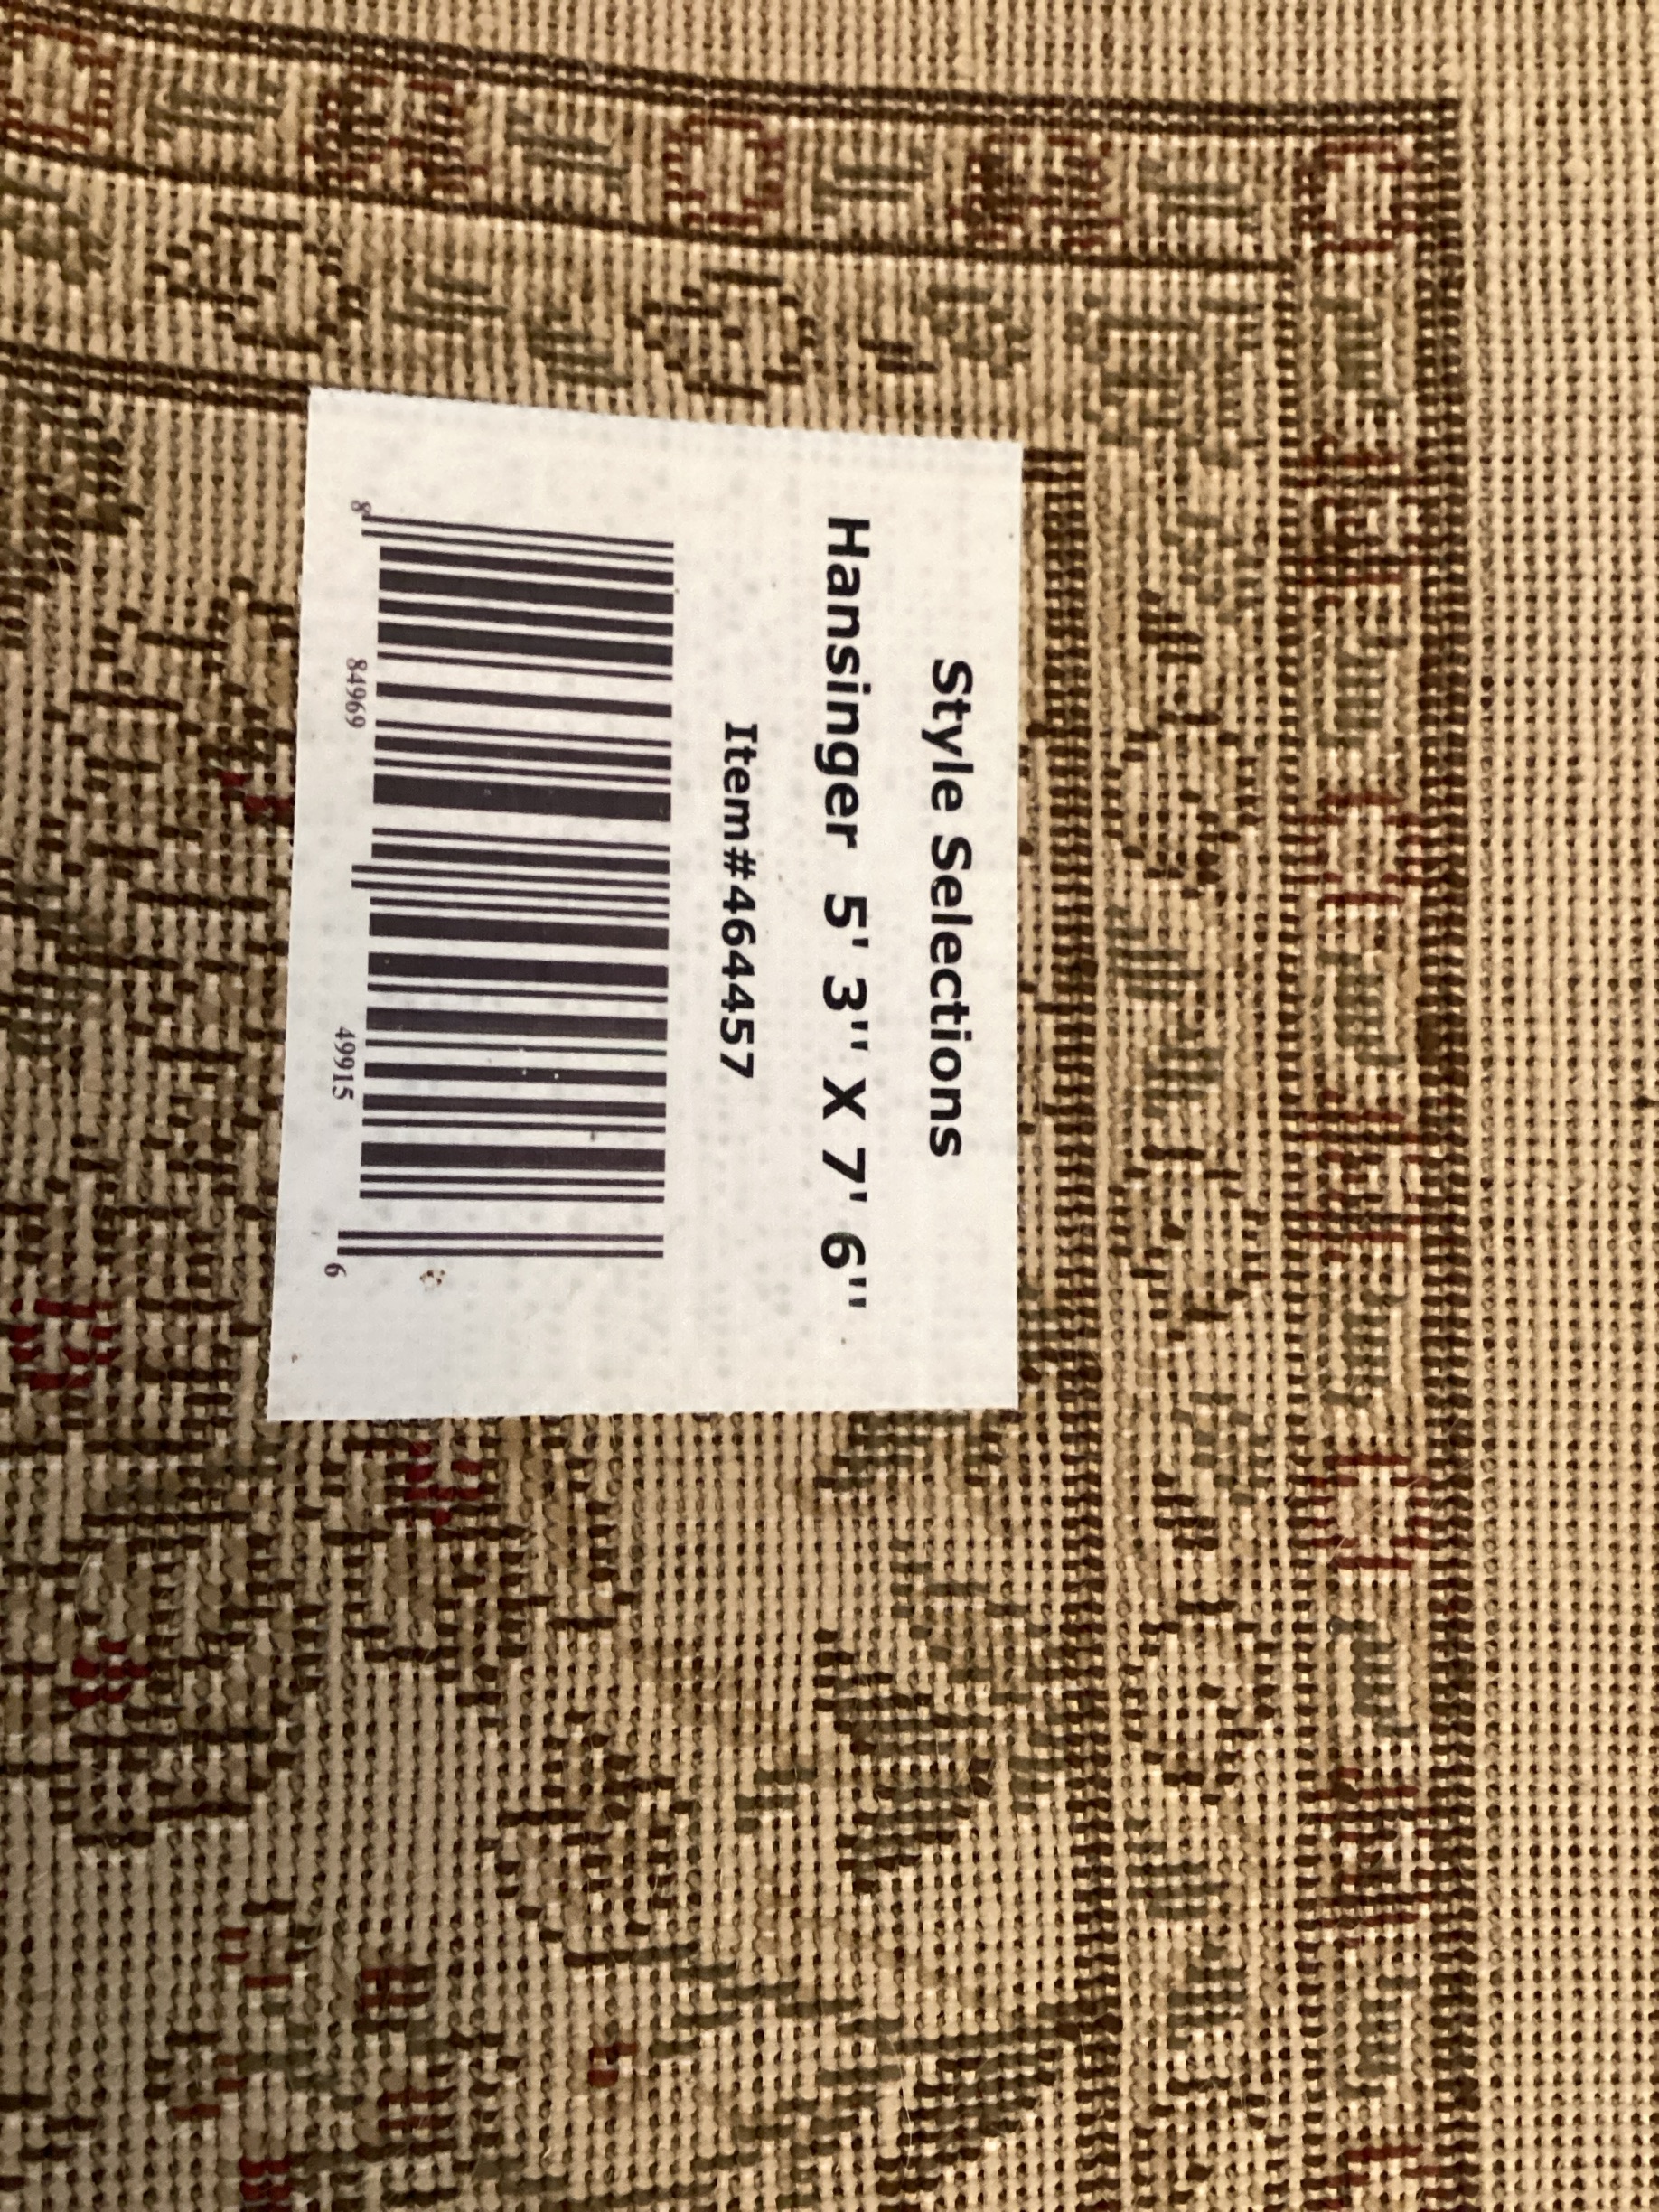 Style Selections
Hansinger 5' 3'' X 7' 6''
Item#464457
8 84969 49915 6